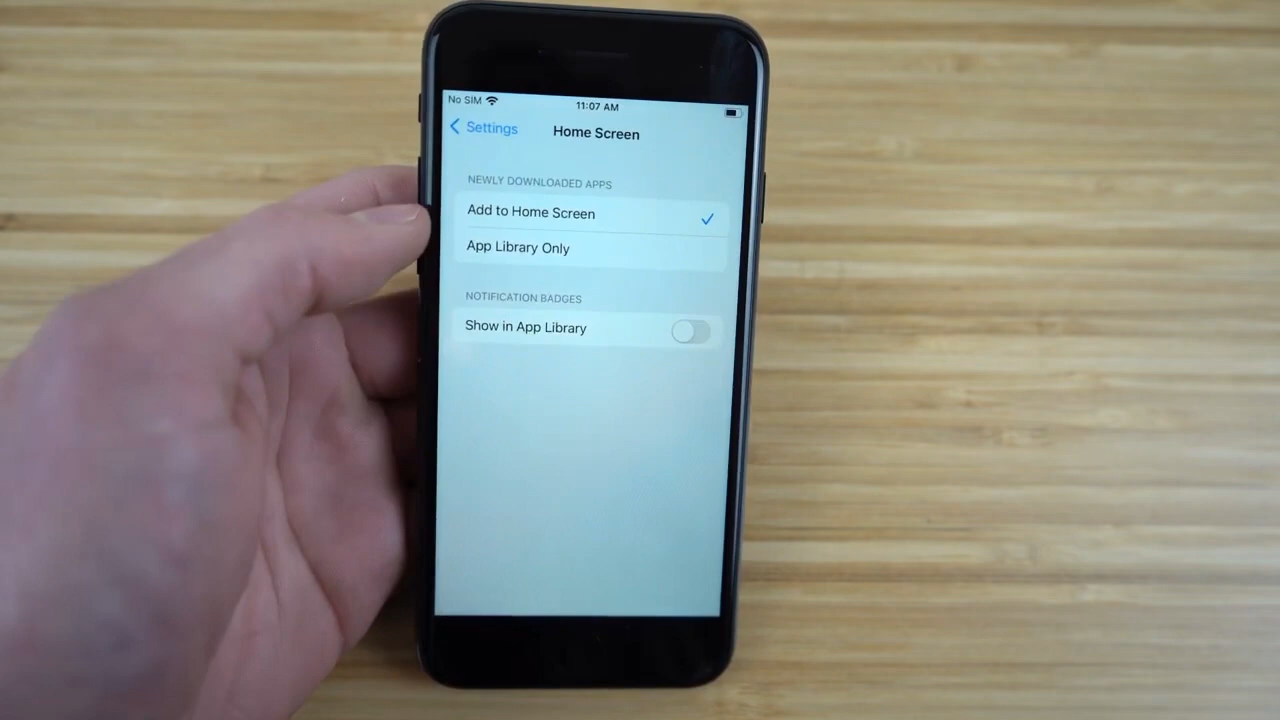 No SIM 11:07 AM
Settings Home Screen
NEWLY DOWNLOADED APPS
Add to Home Screen
App Library Only
NOTIFICATION BADGES
Show in App Library